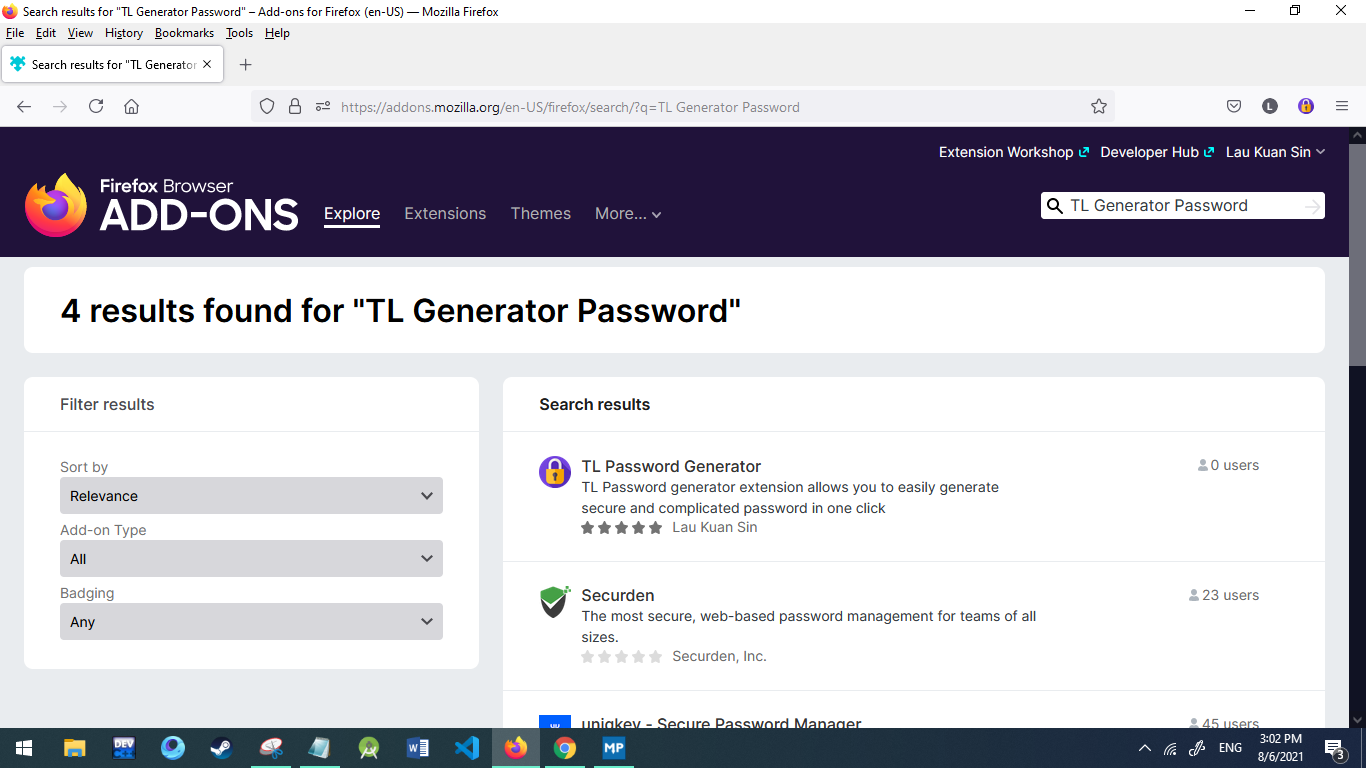 Search results for "TL Generator Password" – Add-ons for Firefox (en-US) — Mozilla Firefox
File Edit View History Bookmarks Tools Help
Search results for "TL Generator
https://addons.mozilla.org/en-US/firefox/search/?q=TL Generator Password
L
Extension Workshop Developer Hub Lau Kuan Sin
Firefox Browser
ADD-ONS
Explore Extensions Themes More...
TL Generator Password
4 results found for "TL Generator Password"
Filter results
Sort by
Relevance
Add-on Type
All
Badging
Any
Search results
TL Password Generator
0 users
TL Password generator extension allows you to easily generate
secure and complicated password in one click
Lau Kuan Sin
Securden
23 users
The most secure, web-based password management for teams of all
sizes.
Securden, Inc.
uniqkey - Secure Password Manager
45 users
DEV
W
MP
ENG
3:02 PM
8/6/2021
3